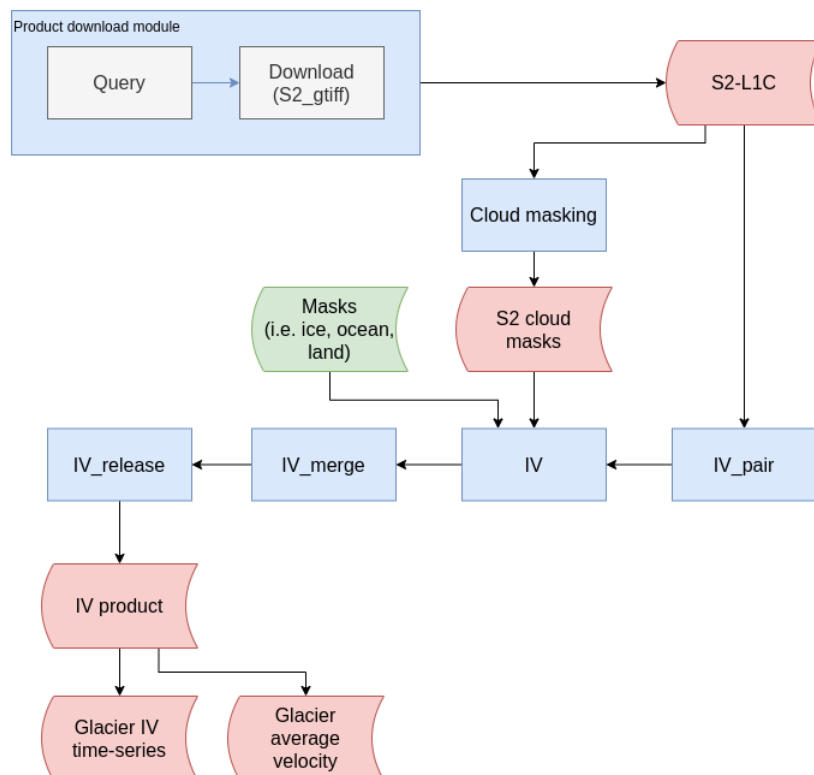 Product download module
Query
Download
(S2_gtiff)
S2-L1C
Cloud masking
Masks
(i.e. ice, ocean,
land)
S2 cloud
masks
IV_release
IV_merge
IV
IV_pair
IV product
Glacier IV
time-series
Glacier
average
velocity